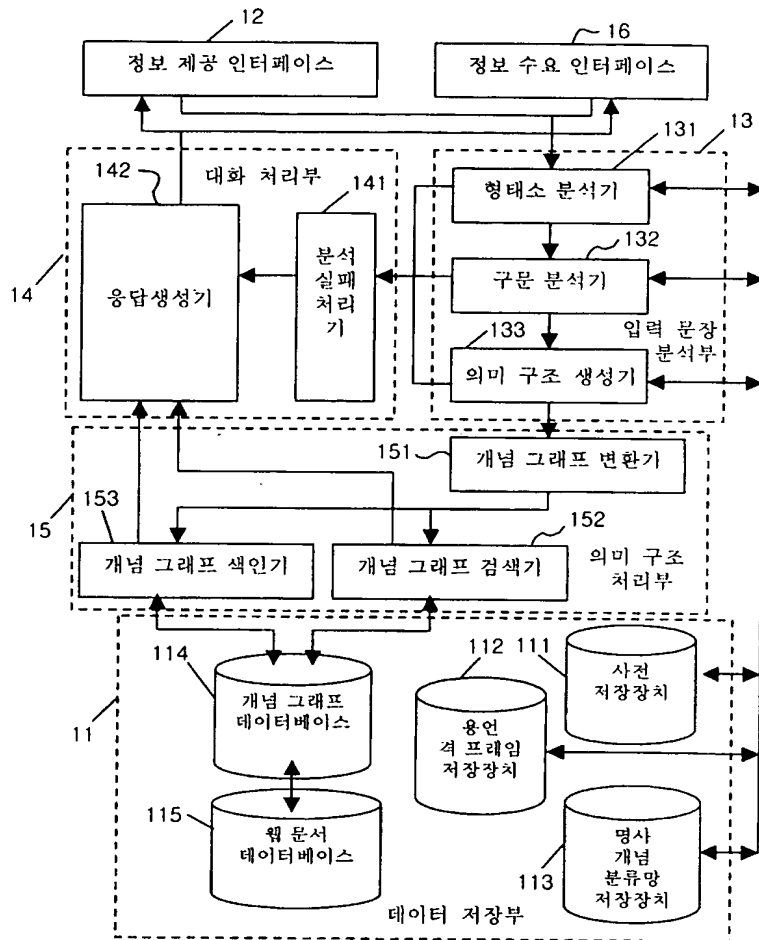 12
정보 제공 인터페이스
16
정보 수요 인터페이스
13
131
형태소 분석기
132
구문 분석기
133
의미 구조 생성기
입력 문장
분석부
대화 처리부
142
응답생성기
141
분석
실패
처리
기
14
151
개념 그래프 변환기
15
153
개념 그래프 색인기
152
개념 그래프 검색기
의미 구조
처리부
11
114
개념 그래프
데이터베이스
115
웹 문서
데이터베이스
112
용언
격 프레임
저장장치
111
사전
저장장치
113
명사
개념
분류망
저장장치
데이터 저장부